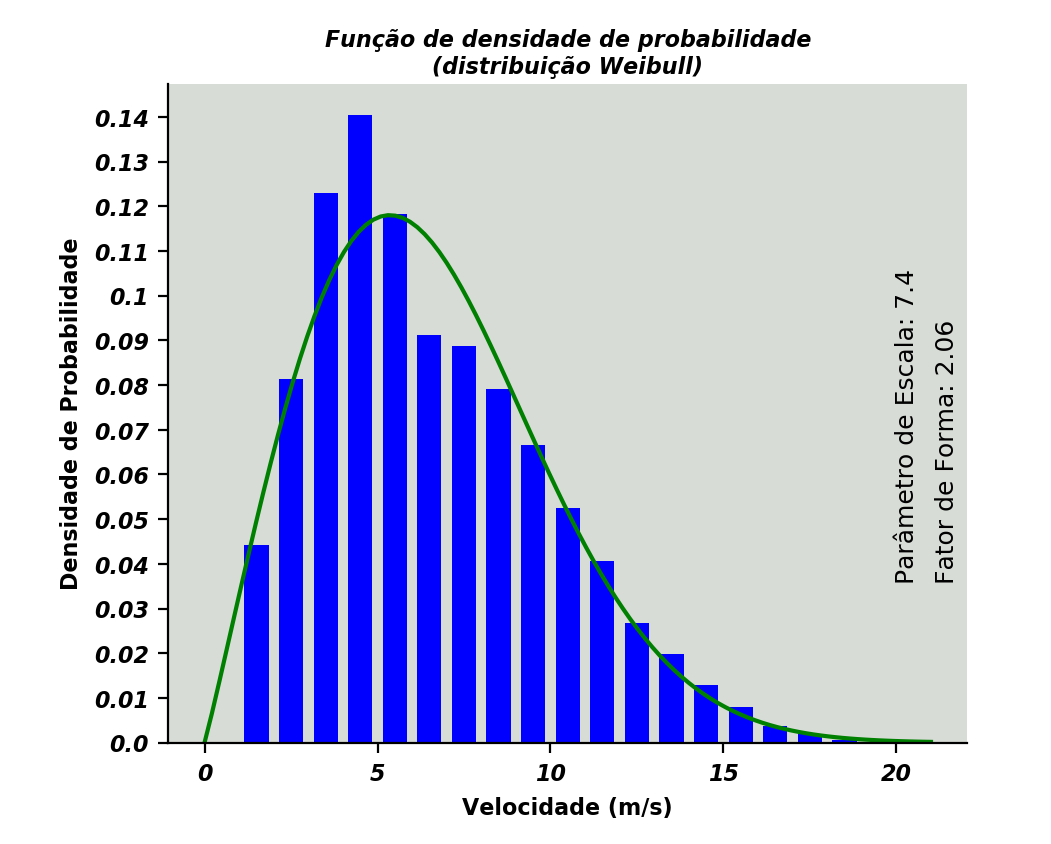 Função de densidade de probabilidade
(distribuição Weibull)
Densidade de Probabilidade
0.14
0.13
0.12
0.11
0.1
0.09
0.08
0.07
0.06
0.05
0.04
0.03
0.02
0.01
0.0
Parâmetro de Escala: 7.4
Fator de Forma: 2.06
0 5 10 15 20
Velocidade (m/s)